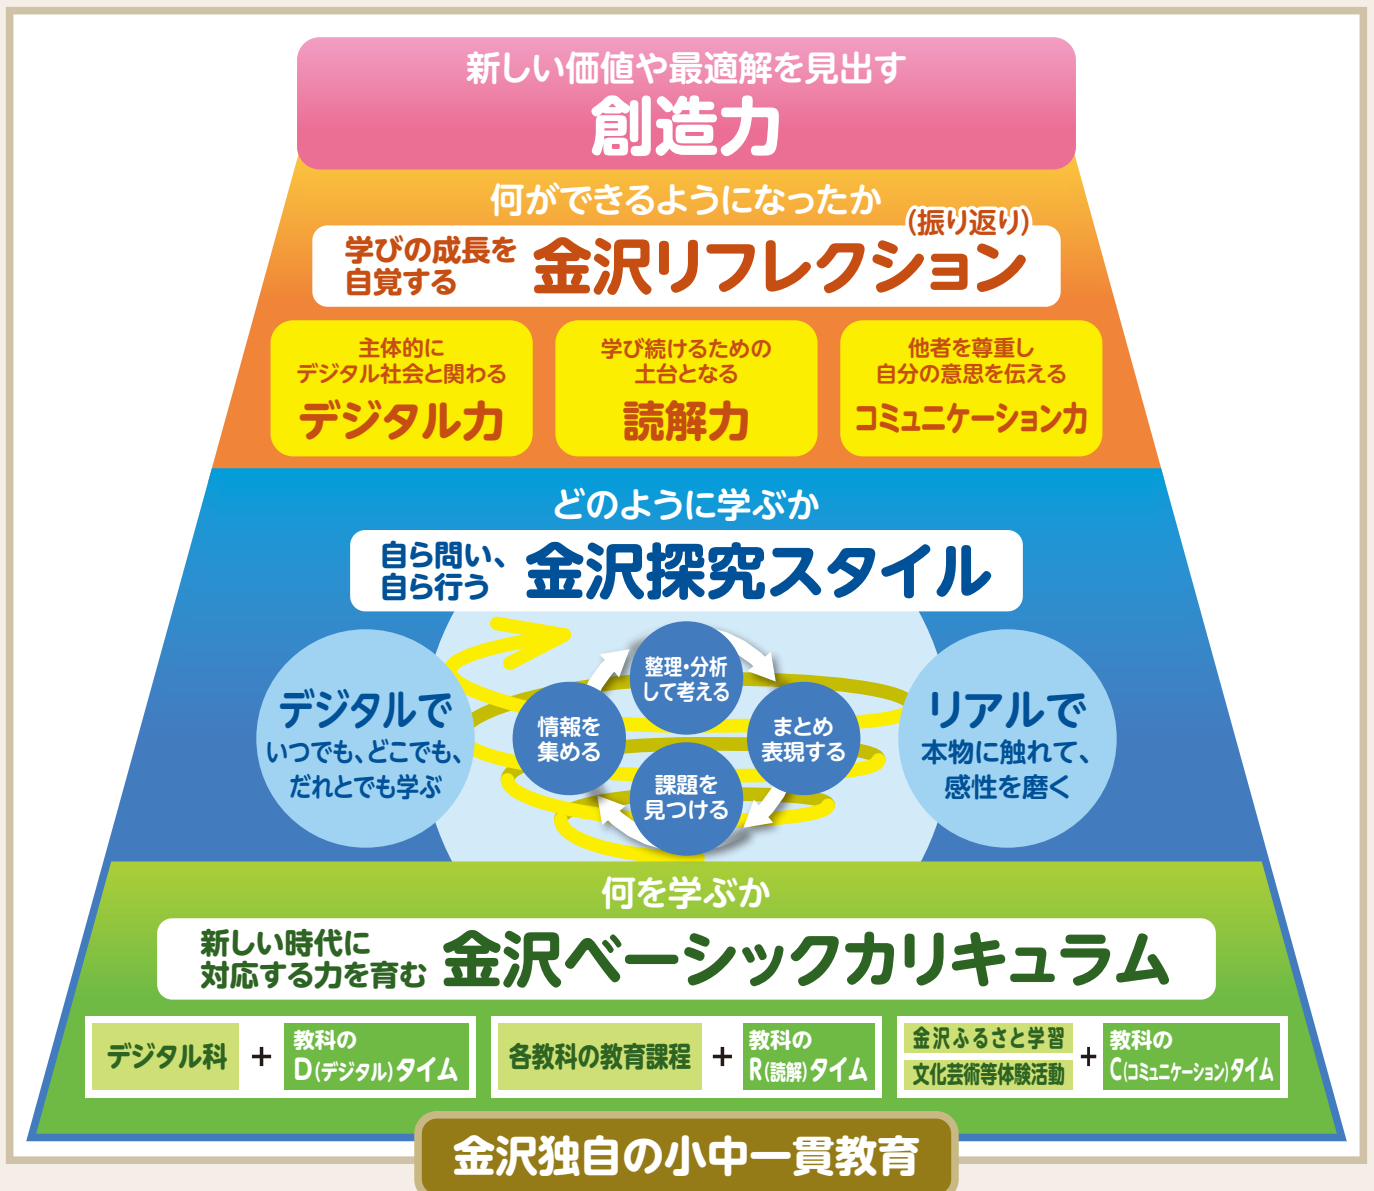 新しい価値や最適解を見出す
創造力
何ができるようになったか
(振り返り)
学びの成長を
自覚する
金沢リフレクション
主体的に
デジタル社会と関わる
デジタル力
学び続けるための
土台となる
読解力
他者を尊重し
自分の意思を伝える
コミュニケーション力
どのように学ぶか
自ら問い、
自ら行う
金沢探究スタイル
デジタルで
いつでも、どこでも、
だれとでも学ぶ
整理・分析
して考える
情報を
集める
まとめ
表現する
課題を
見つける
リアルで
本物に触れて、
感性を磨く
何を学ぶか
新しい時代に
対応する力を育む
金沢ベーシックカリキュラム
デジタル科
+
教科の
D(デジタル)タイム
各教科の教育課程
+
教科の
R(読解)タイム
金沢ふるさと学習
文化芸術等体験活動
+
教科の
C(コミュニケーション)タイム
金沢独自の小中一貫教育